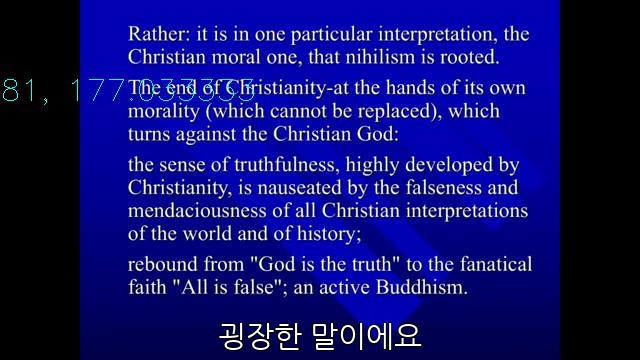 Rather: it is in one particular interpretation, the
Christian moral one, that nihilism is rooted.
81, 177.033333
The end of Christianity-at the hands of its own
morality (which cannot be replaced), which
turns against the Christian God:
the sense of truthfulness, highly developed by
Christianity, is nauseated by the falseness and
mendaciousness of all Christian interpretations
of the world and of history;
rebound from "God is the truth" to the fanatical
faith "All is false"; an active Buddhism.
굉장한 말이에요